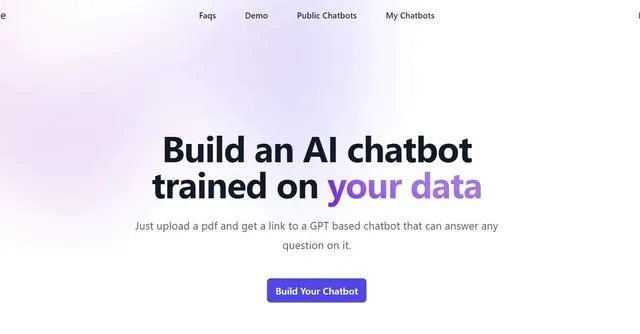 Faqs Demo Public Chatbots My Chatbots
Build an AI chatbot
trained on your data
Just upload a pdf and get a link to a GPT based chatbot that can answer any
question on it.
Build Your Chatbot